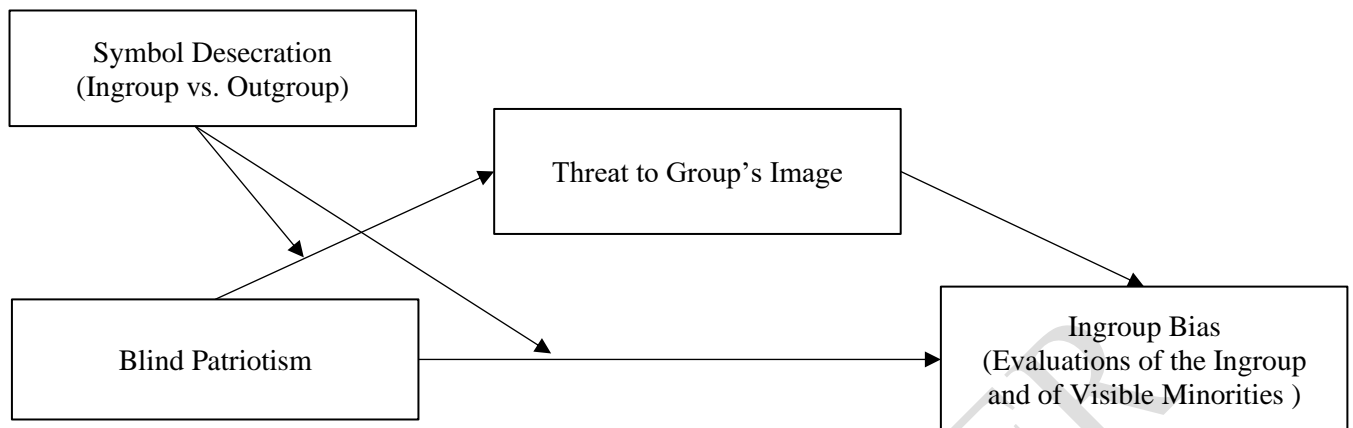 Symbol Desecration
(Ingroup vs. Outgroup)
Threat to Group’s Image
Blind Patriotism
Ingroup Bias
(Evaluations of the Ingroup
and of Visible Minorities )